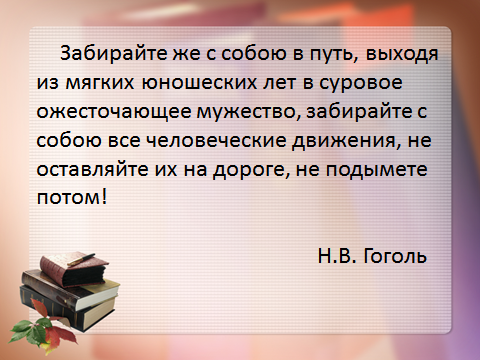 Забирайте же с собою в путь, выходя
из мягких юношеских лет в суровое
ожесточающее мужество, забирайте с
собою все человеческие движения, не
оставляйте их на дороге, не подымете
потом!
Н.В. Гоголь